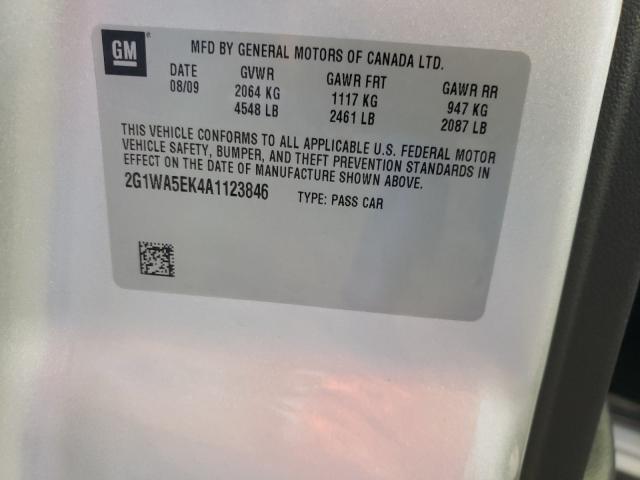 GM ® MFD BY GENERAL MOTORS OF CANADA LTD.
DATE GVWR GAWR FRT GAWR RR
08/09 2064 KG 1117 KG 947 KG
4548 LB 2461 LB 2087 LB
THIS VEHICLE CONFORMS TO ALL APPLICABLE U.S. FEDERAL MOTOR
VEHICLE SAFETY, BUMPER, AND THEFT PREVENTION STANDARDS IN
EFFECT ON THE DATE OF MANUFACTURE SHOWN ABOVE.
2G1WA5EK4A1123846 TYPE: PASS CAR